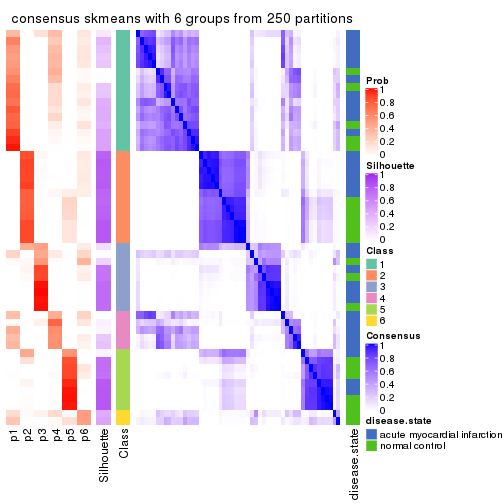 consensus skmeans with 6 groups from 250 partitions
Prob
1
0.8
0.6
0.4
0.2
0
Silhouette
1
0.8
0.6
0.4
0.2
0
Class
1
2
3
4
5
6
Consensus
1
0.8
0.6
0.4
0.2
0
disease.state
acute myocardial infarction
normal control
p1
p2
p3
p4
p5
p6
Silhouette
Class
disease.state